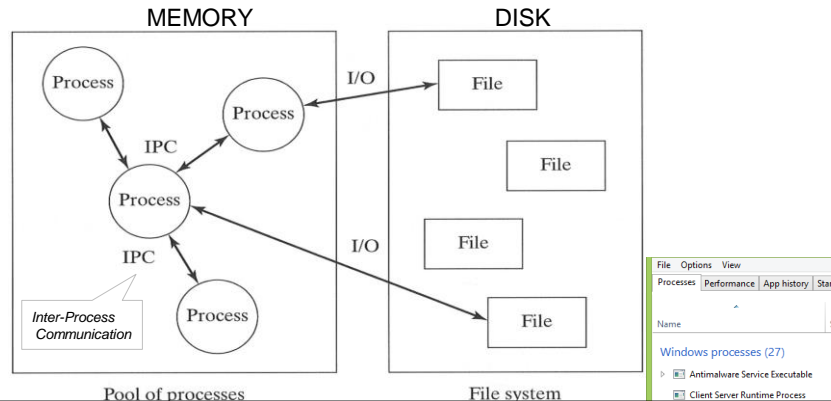 MEMORY
DISK
Process
Process
IPC
Process
IPC
Process
Inter-Process
Communication
I/O
I/O
File
File
File
File
Pool of processes
File system
File Options View
Processes Performance App history
Name
Windows processes (27)
Antimalware Service Executable
Client Server Runtime Process